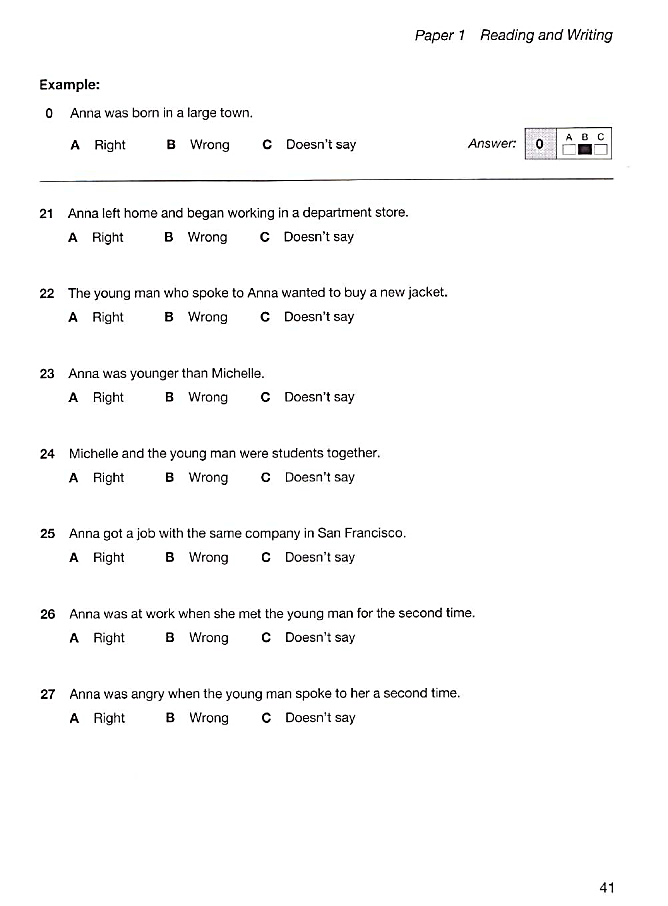 Paper 1 Reading and Writing
Example:
0 Anna was born in a large town.
A Right B Wrong C Doesn't say Answer: 0 A B C
21 Anna left home and began working in a department store.
A Right B Wrong C Doesn't say
22 The young man who spoke to Anna wanted to buy a new jacket.
A Right B Wrong C Doesn't say
23 Anna was younger than Michelle.
A Right B Wrong C Doesn't say
24 Michelle and the young man were students together.
A Right B Wrong C Doesn't say
25 Anna got a job with the same company in San Francisco.
A Right B Wrong C Doesn't say
26 Anna was at work when she met the young man for the second time.
A Right B Wrong C Doesn't say
27 Anna was angry when the young man spoke to her a second time.
A Right B Wrong C Doesn't say
41